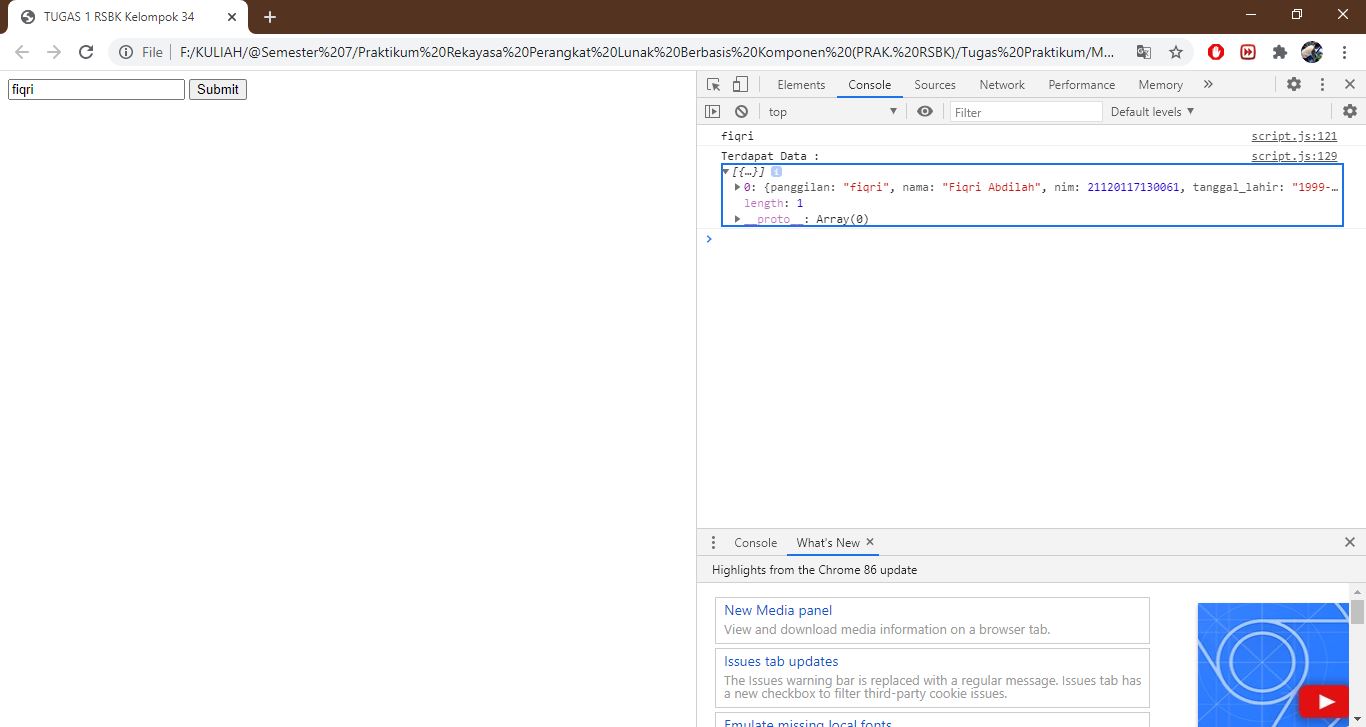 TUGAS 1 RSBK Kelompok 34
File F:/KULIAH/@Semester%207/Praktikum%20Rekayasa%20Perangkat%20Lunak%20Berbasis%20Komponen%20(PRAK.%20RSBK)/Tugas%20Praktikum/M...
fiqri Submit
Elements Console Sources Network Performance Memory »
top Filter Default levels
fiqri script.js:121
Terdapat Data : script.js:129
[{…}]
0: {panggilan: "fiqri", nama: "Fiqri Abdilah", nim: 21120117130061, tanggal_lahir: "1999-…
length: 1
__proto__: Array(0)
Console What's New
Highlights from the Chrome 86 update
New Media panel
View and download media information on a browser tab.
Issues tab updates
The Issues warning bar is replaced with a regular message. Issues tab has
a new checkbox to filter third-party cookie issues.
Emulate missing local fonts